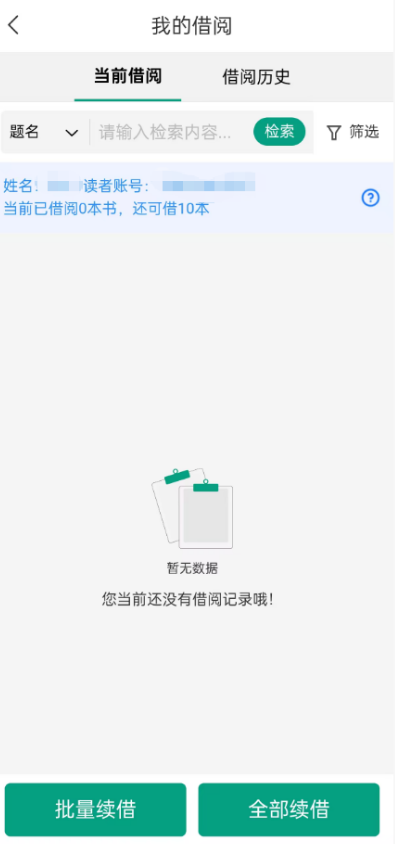 我的借阅
当前借阅 借阅历史
题名 请输入检索内容... 检索 筛选
姓名: 读者账号:
当前已借阅0本书，还可借10本
暂无数据
您当前还没有借阅记录哦！
批量续借 全部续借